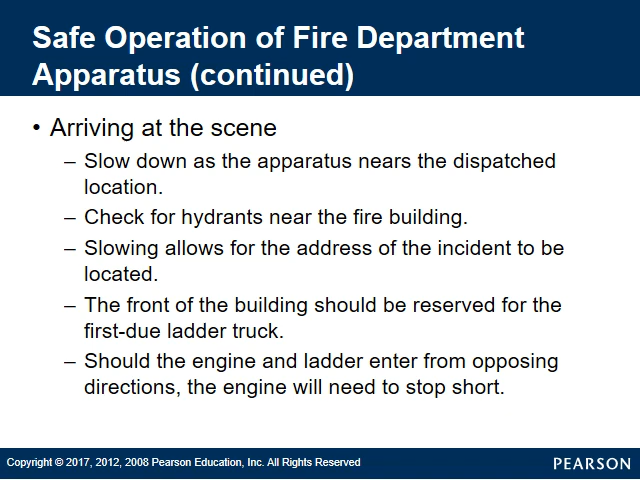 Safe Operation of Fire Department
Apparatus (continued)
• Arriving at the scene
– Slow down as the apparatus nears the dispatched
location.
– Check for hydrants near the fire building.
– Slowing allows for the address of the incident to be
located.
– The front of the building should be reserved for the
first-due ladder truck.
– Should the engine and ladder enter from opposing
directions, the engine will need to stop short.
Copyright © 2017, 2012, 2008 Pearson Education, Inc. All Rights Reserved
PEARSON